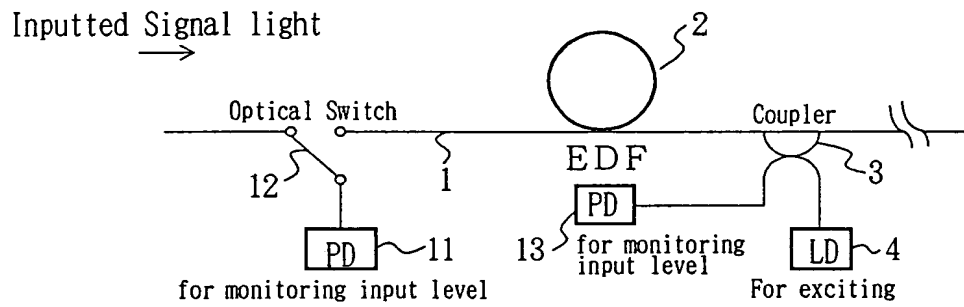 Inputted Signal light
2
Optical Switch
Coupler
12
1
EDF
3
PD
13
for monitoring
input level
PD
11
LD
4
for monitoring input level
For exciting